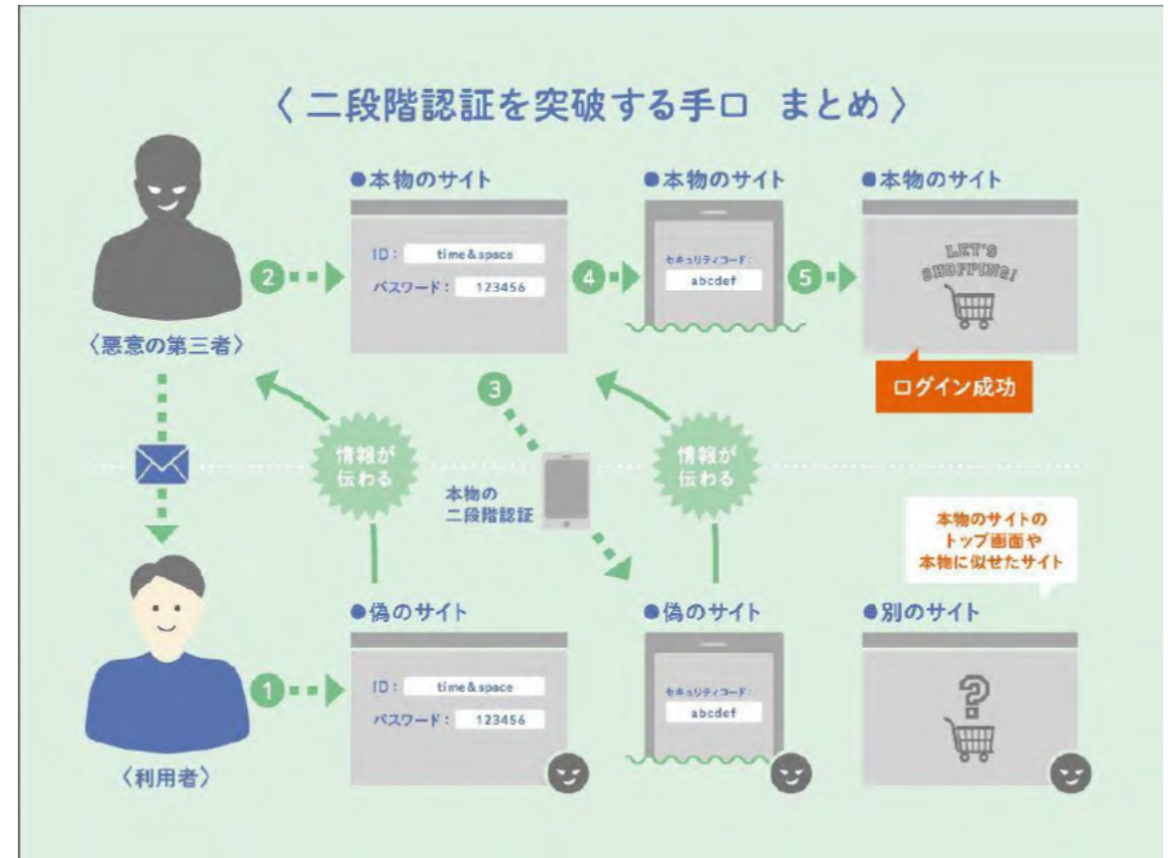 〈二段階認証を突破する手口 まとめ〉
●本物のサイト
●本物のサイト
●本物のサイト
ID: time&space
パスワード: 123456
セキュリティコード:
abcdef
LET'S
SHOPPING!
2
4
5
〈悪意の第三者〉
ログイン成功
3
情報が
伝わる
情報が
伝わる
本物の
二段階認証
本物のサイトの
トップ画面や
本物に似せたサイト
●偽のサイト
●偽のサイト
●別のサイト
1
ID: time&space
パスワード: 123456
セキュリティコード:
abcdef
?
〈利用者〉